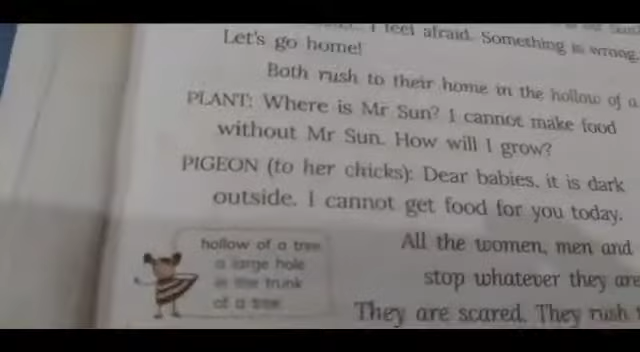 I feel afraid. Something is wrong.
Let's go home!
Both rush to their home in the hollow of a
PLANT: Where is Mr Sun? I cannot make food
without Mr Sun. How will I grow?
PIGEON (to her chicks): Dear babies, it is dark
outside. I cannot get food for you today.
hollow of a tree
a large hole
in the trunk
of a tree
All the women, men and
stop whatever they are
They are scared. They rush